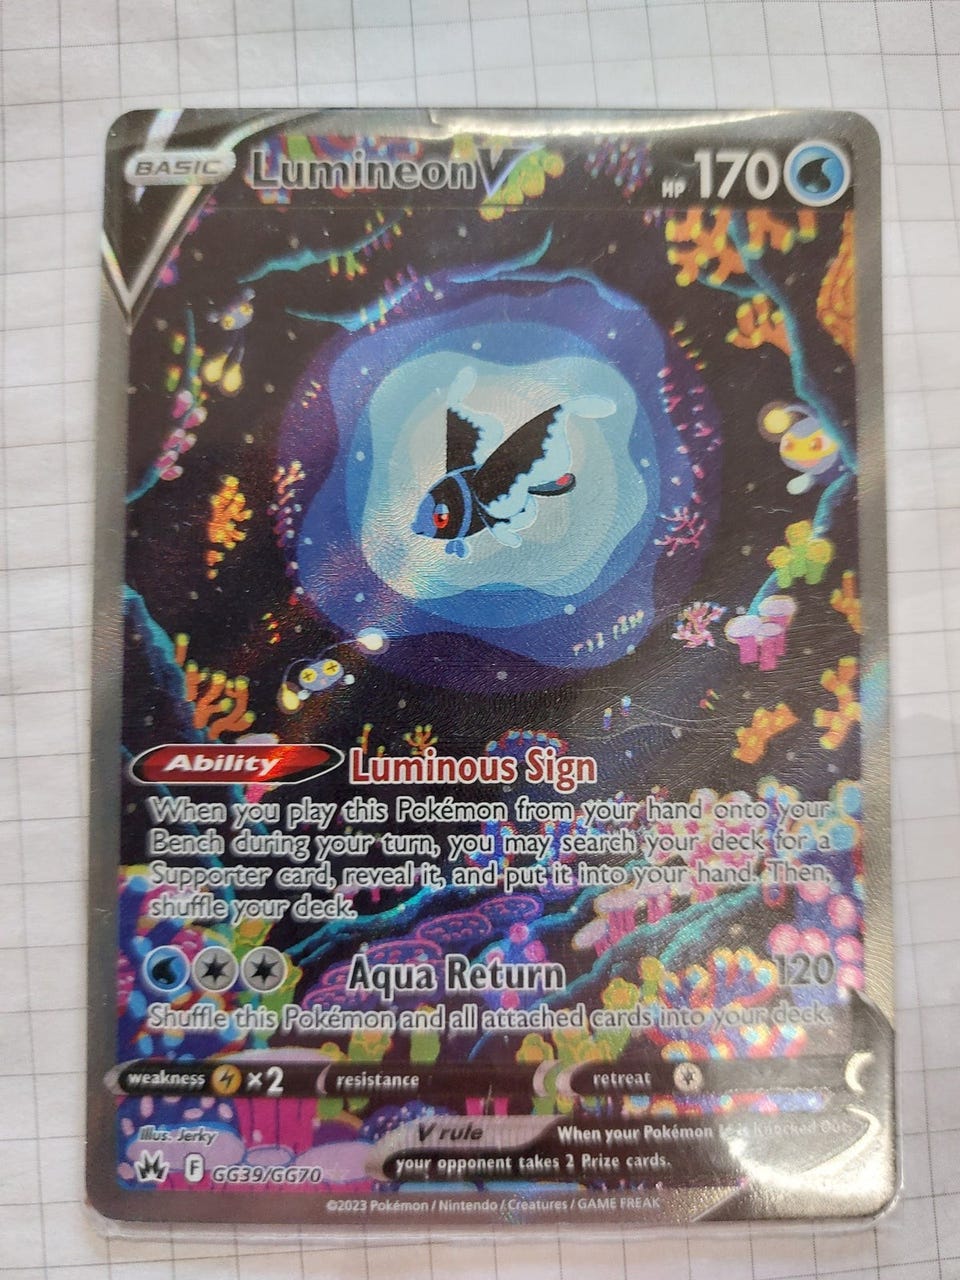 BASIC Lumineon V HP 170
Ability Luminous Sign
When you play this Pokémon from your hand onto your
Bench during your turn, you may search your deck for a
Supporter card, reveal it, and put it into your hand. Then,
shuffle your deck.
Aqua Return 120
Shuffle this Pokémon and all attached cards into your deck.
weakness ×2 resistance retreat
Illus. Jerky
V rule When your Pokémon V is Knocked Out,
your opponent takes 2 Prize cards.
F GG39/GG70
©2023 Pokémon / Nintendo / Creatures / GAME FREAK